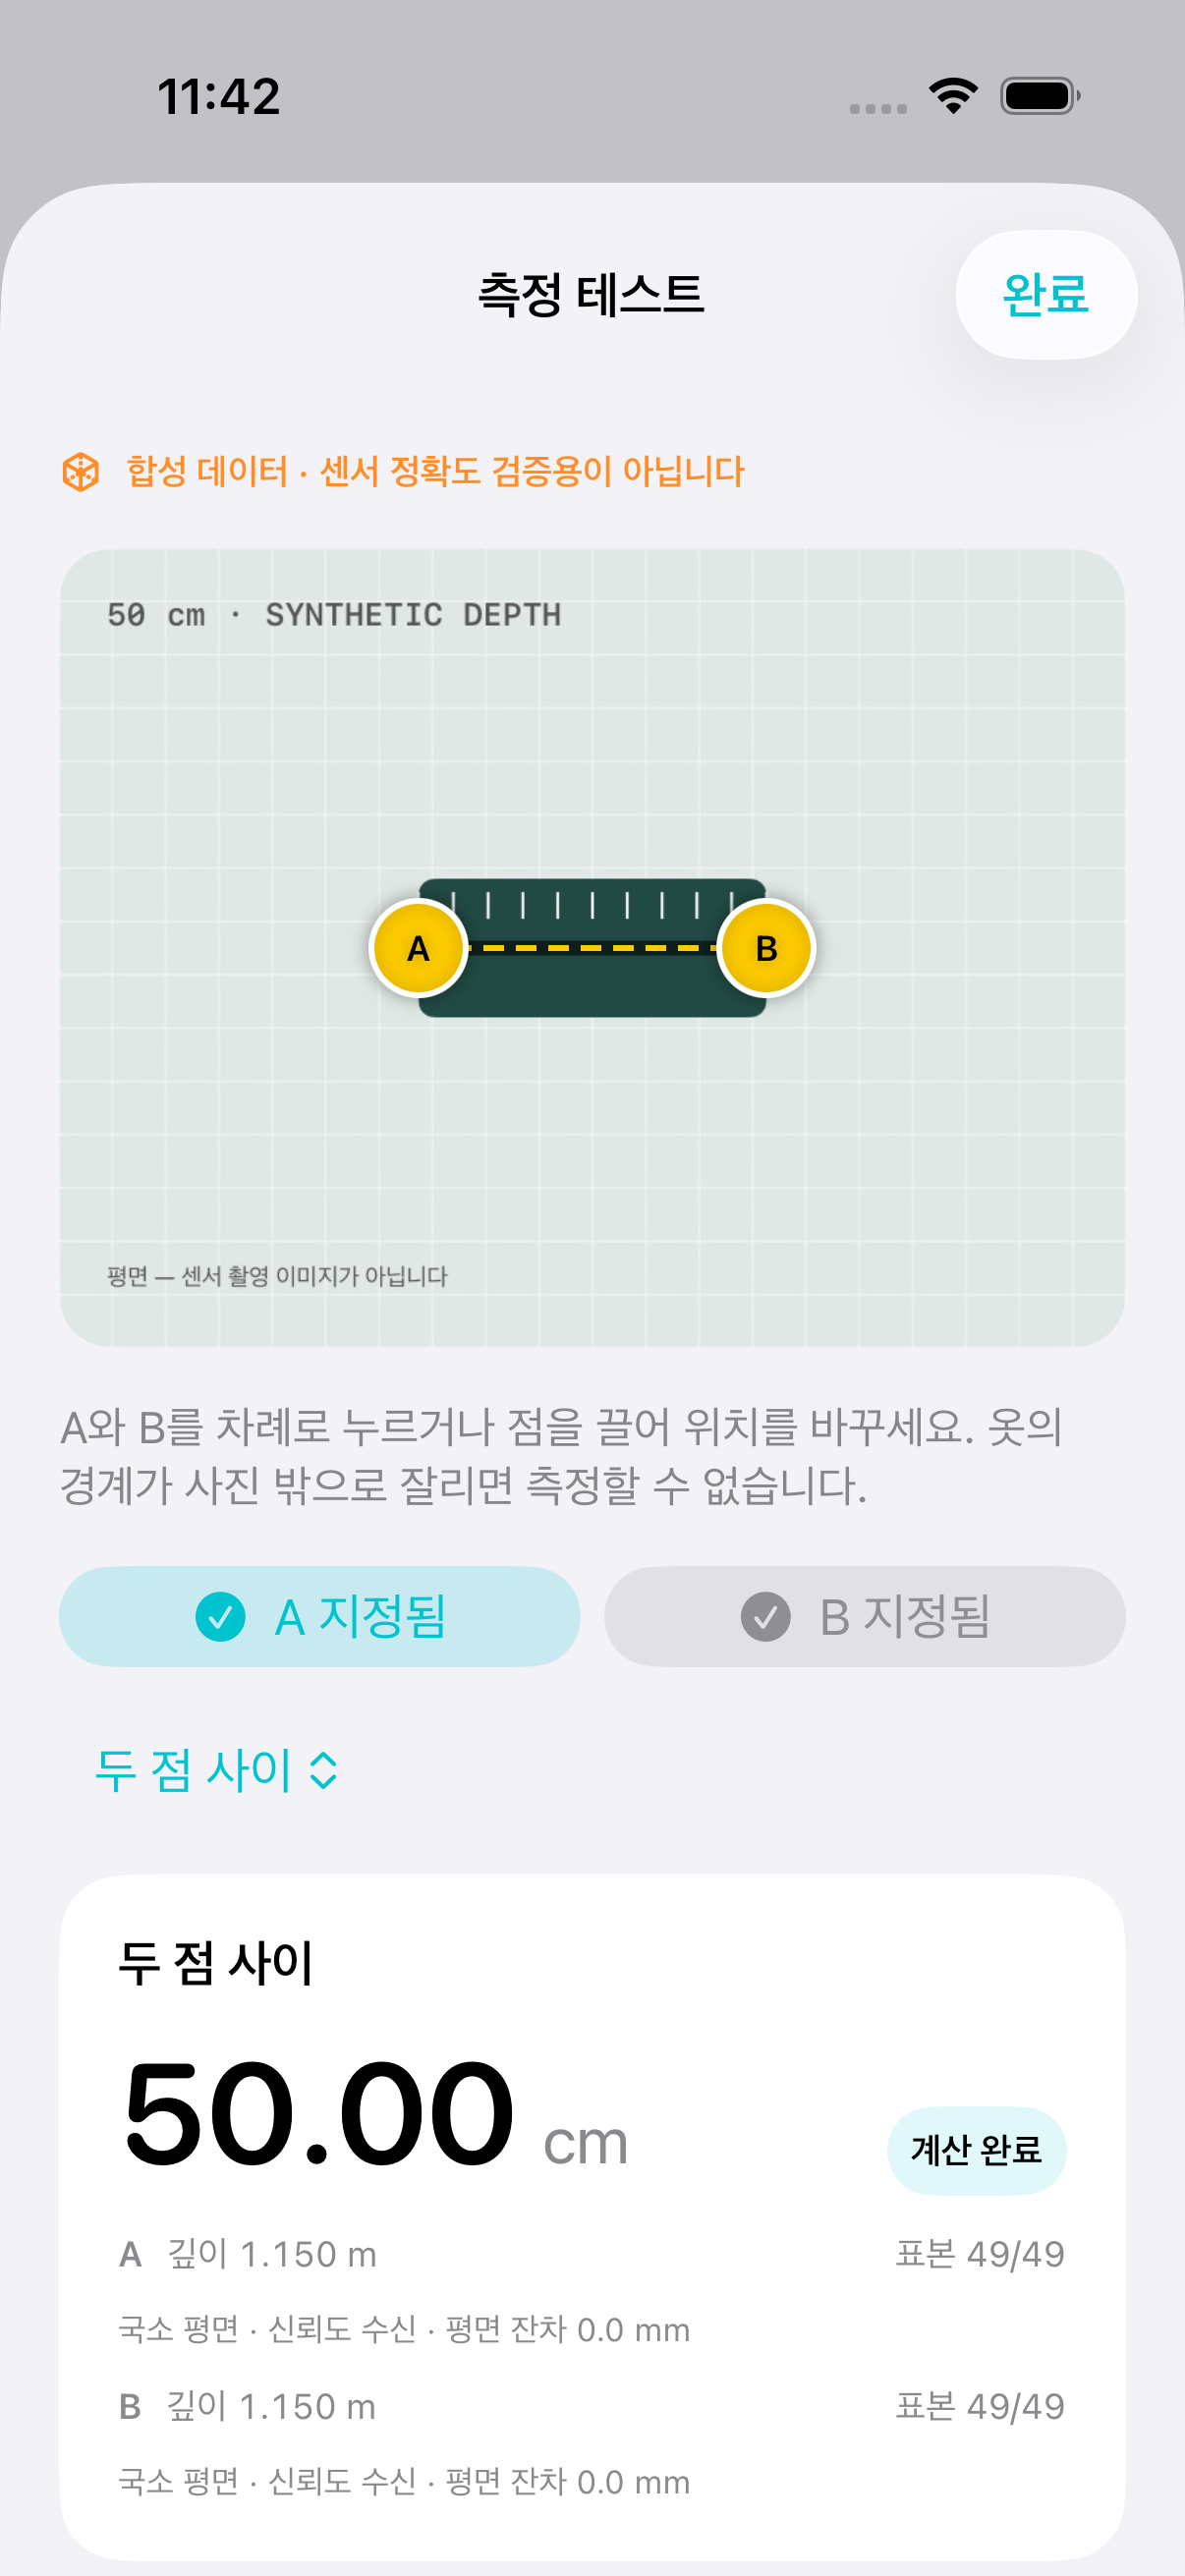 11:42
측정 테스트
완료
합성 데이터 · 센서 정확도 검증용이 아닙니다
50 cm · SYNTHETIC DEPTH
A
B
평면 — 센서 촬영 이미지가 아닙니다
A와 B를 차례로 누르거나 점을 끌어 위치를 바꾸세요. 옷의
경계가 사진 밖으로 잘리면 측정할 수 없습니다.
A 지정됨
B 지정됨
두 점 사이
두 점 사이
50.00 cm
계산 완료
A 깊이 1.150 m 표본 49/49
국소 평면 · 신뢰도 수신 · 평면 잔차 0.0 mm
B 깊이 1.150 m 표본 49/49
국소 평면 · 신뢰도 수신 · 평면 잔차 0.0 mm